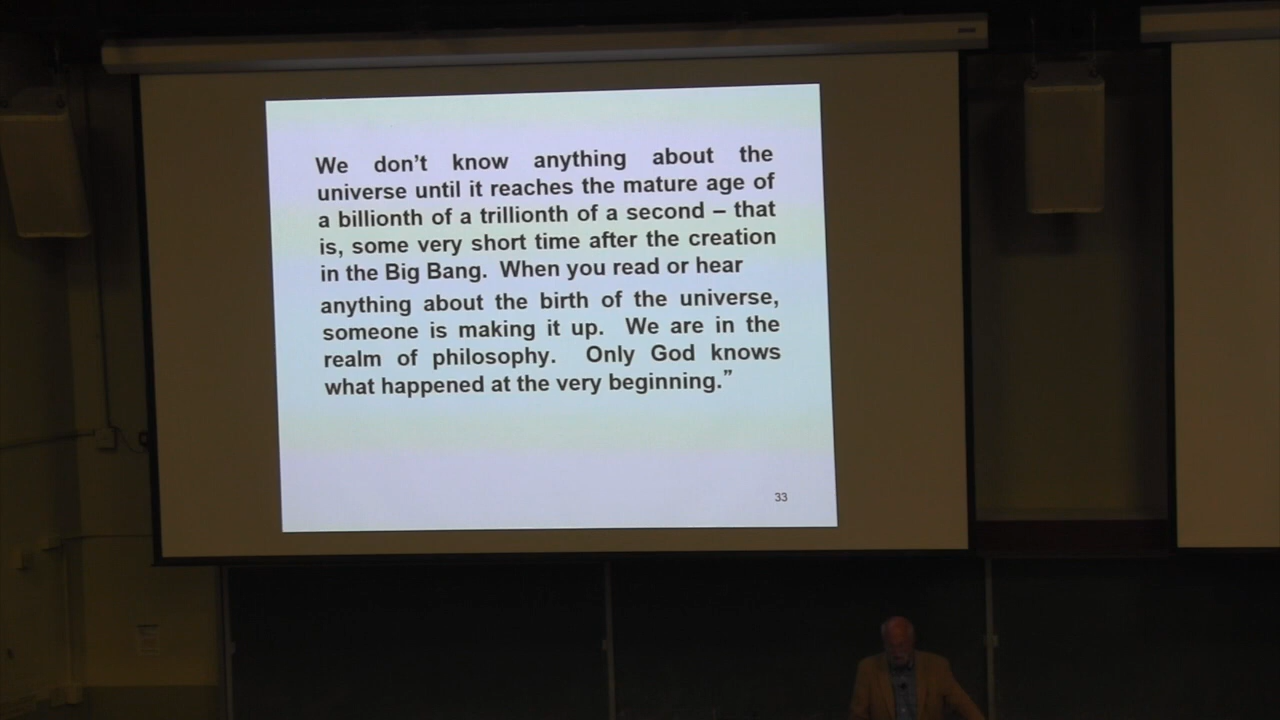 We don’t know anything about the
universe until it reaches the mature age of
a billionth of a trillionth of a second – that
is, some very short time after the creation
in the Big Bang. When you read or hear
anything about the birth of the universe,
someone is making it up. We are in the
realm of philosophy. Only God knows
what happened at the very beginning.”
33